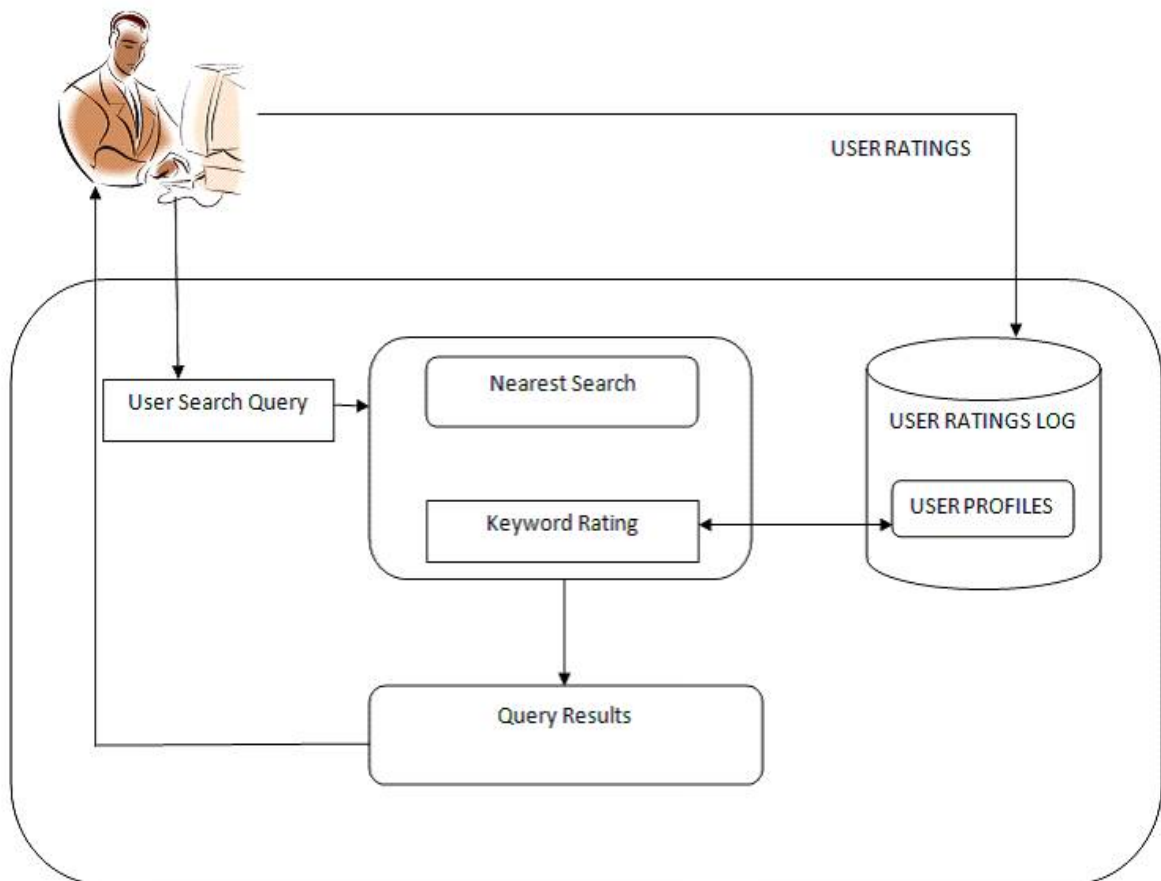 USER RATINGS
Nearest Search
User Search Query
USER RATINGS LOG
USER PROFILES
Keyword Rating
Query Results